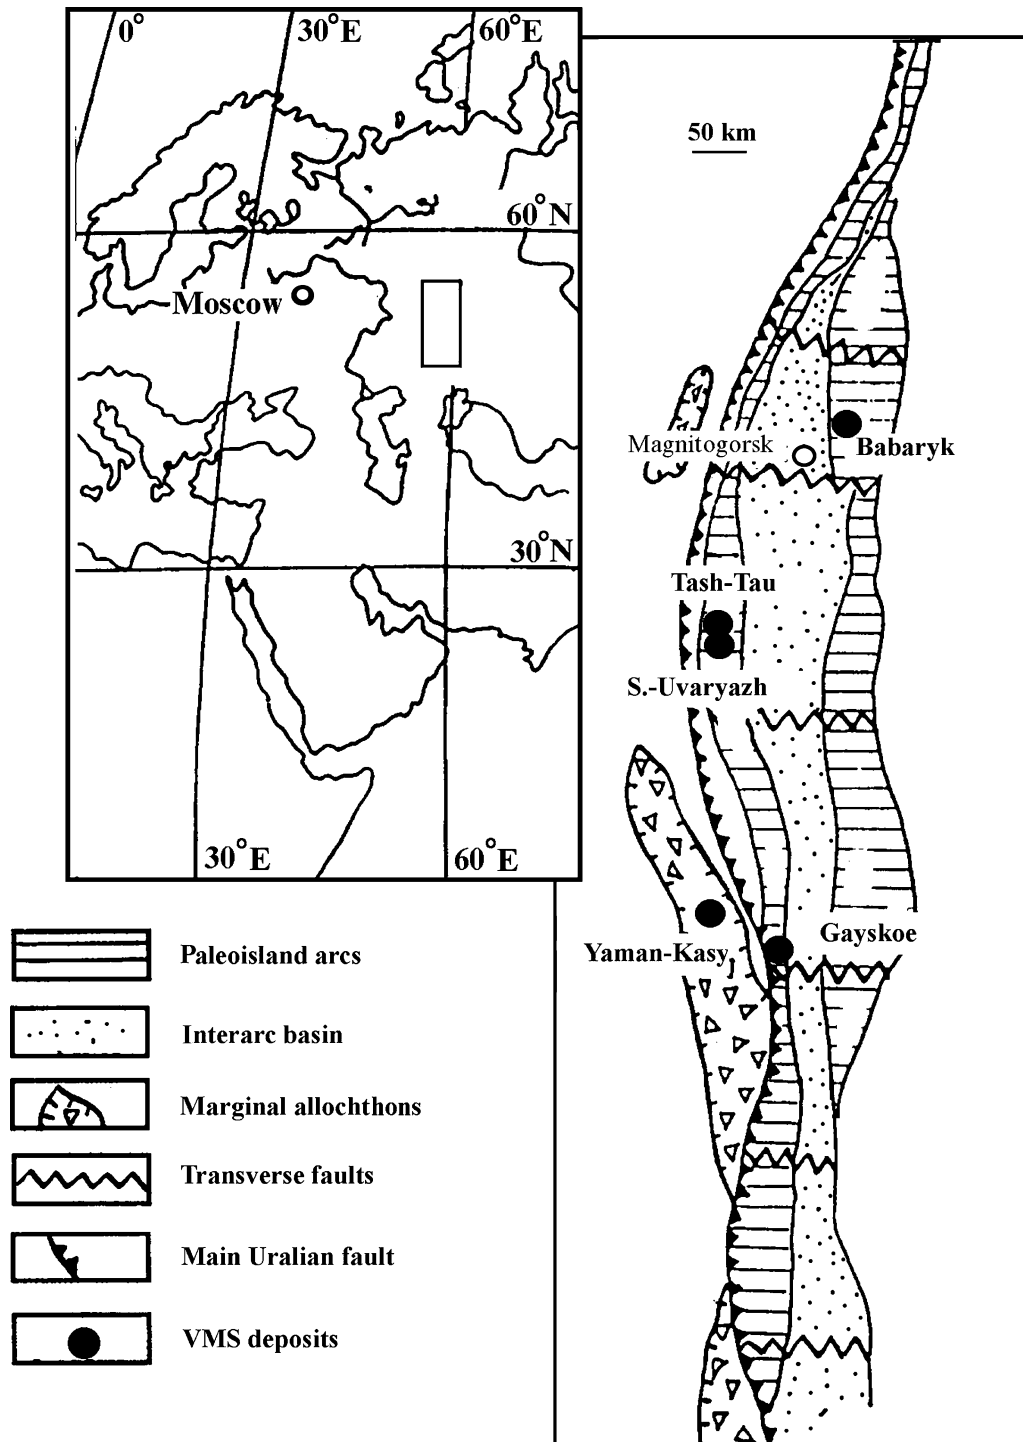 0°
30°E
60°E
60°N
Moscow
30°N
30°E
60°E
50 km
Magnitogorsk
Babaryk
Tash-Tau
S.-Uvaryazh
Yaman-Kasy
Gayskoe
Paleoisland arcs
Interarc basin
Marginal allochthons
Transverse faults
Main Uralian fault
VMS deposits